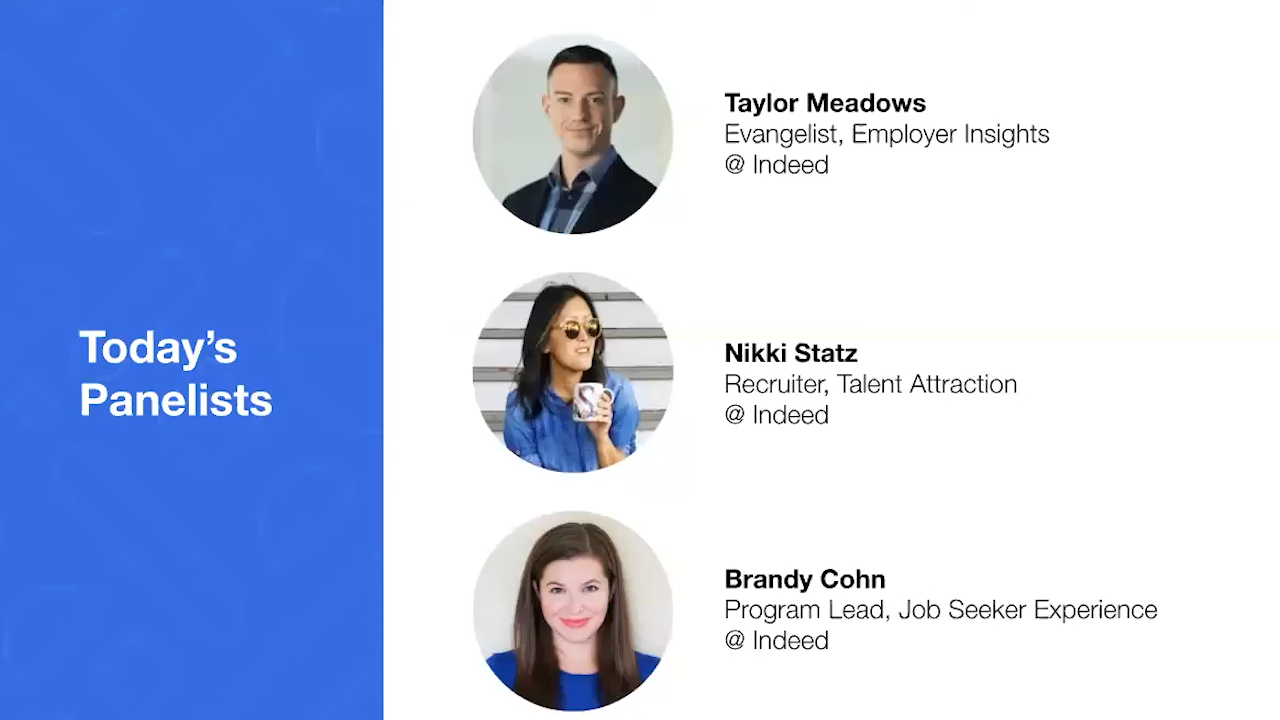 Today’s
Panelists
Taylor Meadows
Evangelist, Employer Insights
@ Indeed
Nikki Statz
Recruiter, Talent Attraction
@ Indeed
Brandy Cohn
Program Lead, Job Seeker Experience
@ Indeed